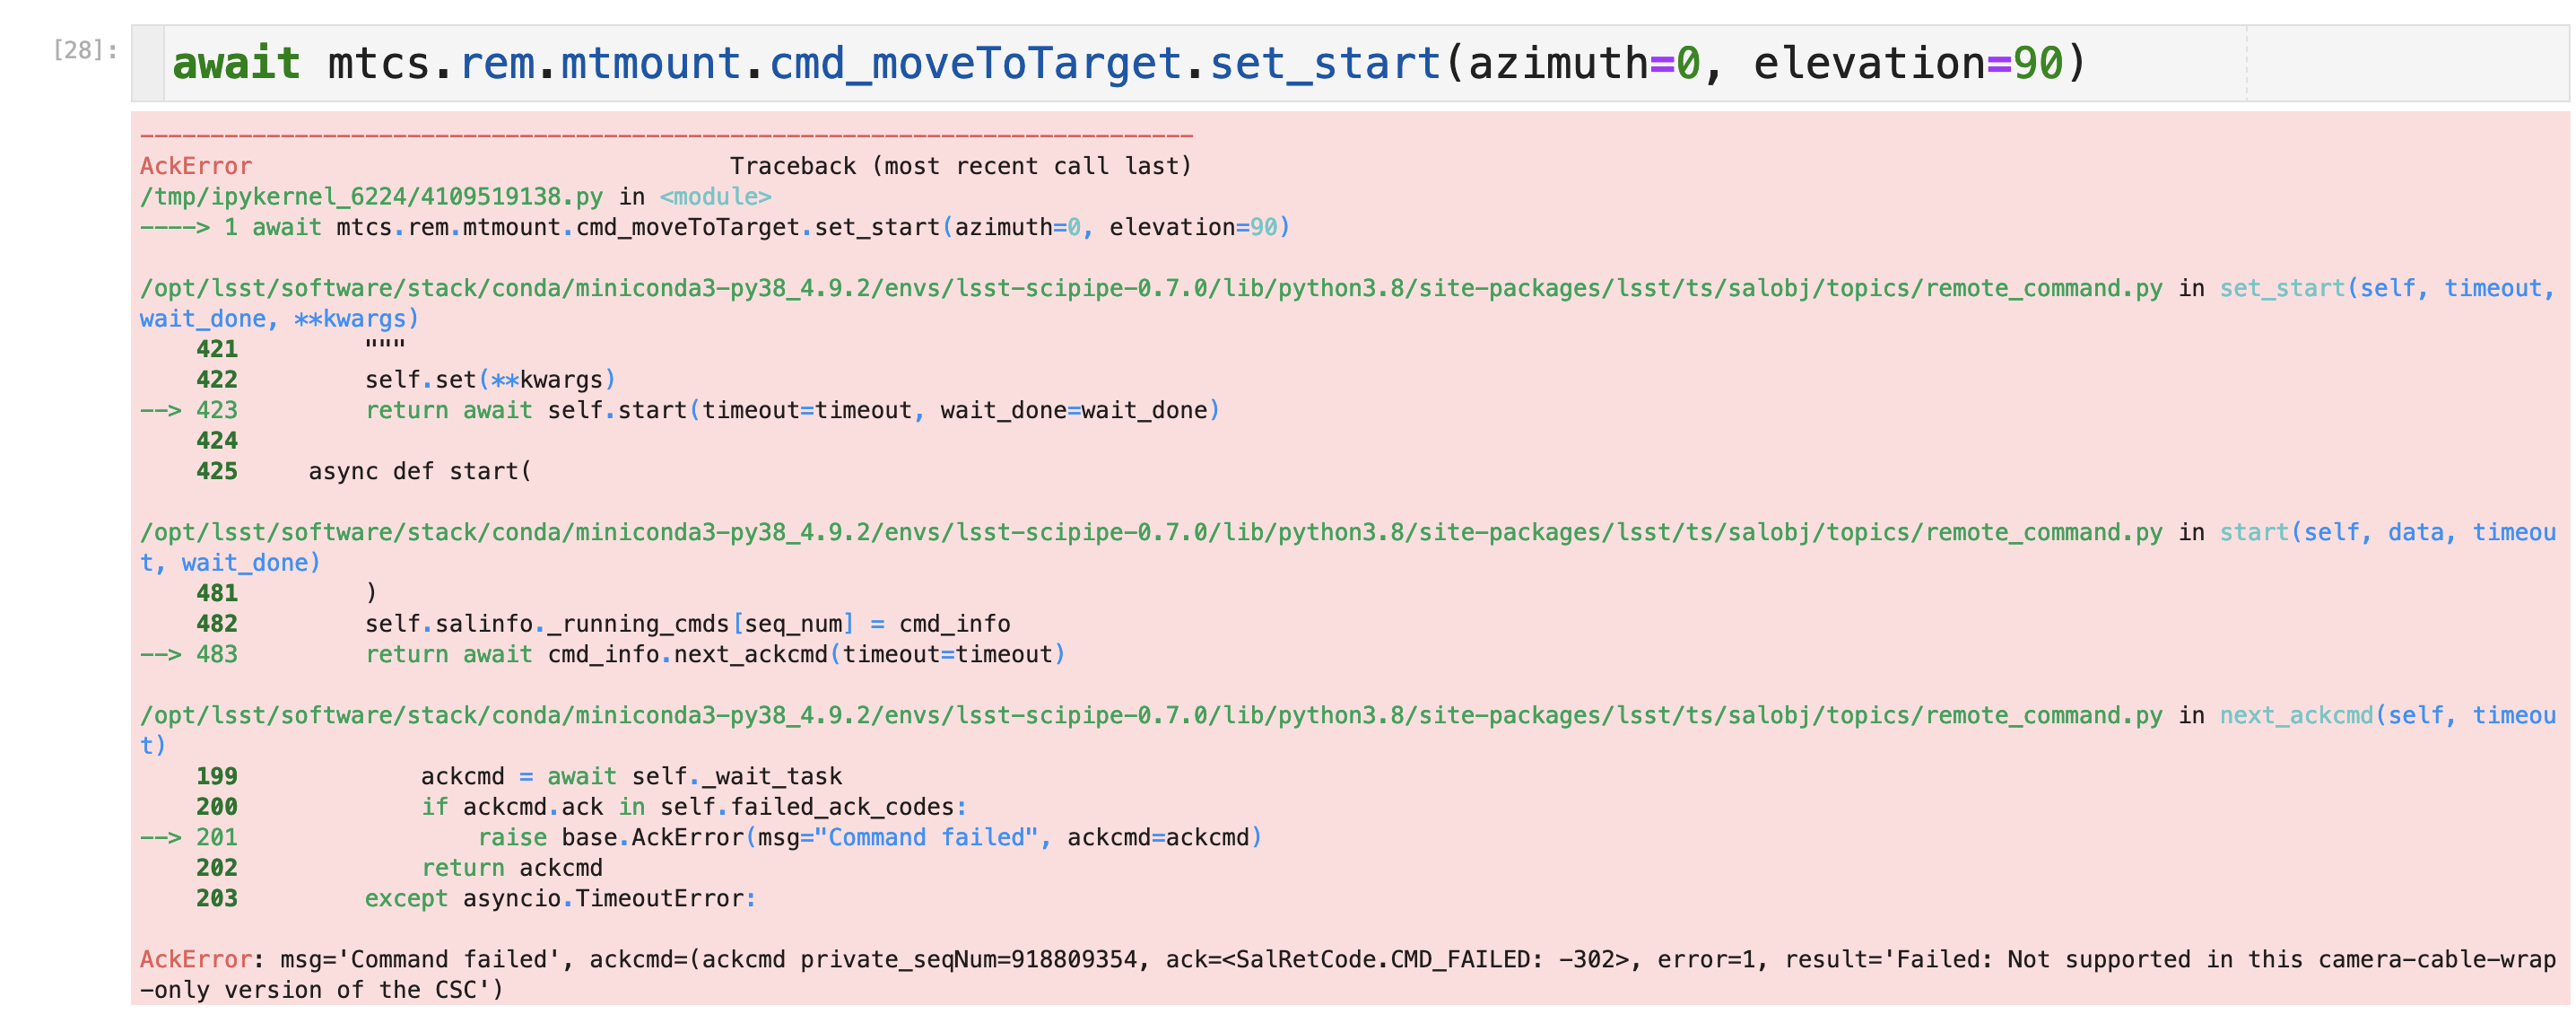 [28]:
await mtcs.rem.mtmount.cmd_moveToTarget.set_start(azimuth=0, elevation=90)
---------------------------------------------------------------------------
AckError                                  Traceback (most recent call last)
/tmp/ipykernel_6224/4109519138.py in <module>
----> 1 await mtcs.rem.mtmount.cmd_moveToTarget.set_start(azimuth=0, elevation=90)
/opt/lsst/software/stack/conda/miniconda3-py38_4.9.2/envs/lsst-scipipe-0.7.0/lib/python3.8/site-packages/lsst/ts/salobj/topics/remote_command.py in set_start(self, timeout,
wait_done, **kwargs)
    421         """
    422         self.set(**kwargs)
--> 423         return await self.start(timeout=timeout, wait_done=wait_done)
    424
    425     async def start(
/opt/lsst/software/stack/conda/miniconda3-py38_4.9.2/envs/lsst-scipipe-0.7.0/lib/python3.8/site-packages/lsst/ts/salobj/topics/remote_command.py in start(self, data, timeou
t, wait_done)
    481         )
    482         self.salinfo._running_cmds[seq_num] = cmd_info
--> 483         return await cmd_info.next_ackcmd(timeout=timeout)
/opt/lsst/software/stack/conda/miniconda3-py38_4.9.2/envs/lsst-scipipe-0.7.0/lib/python3.8/site-packages/lsst/ts/salobj/topics/remote_command.py in next_ackcmd(self, timeou
t)
    199             ackcmd = await self._wait_task
    200             if ackcmd.ack in self.failed_ack_codes:
--> 201                 raise base.AckError(msg="Command failed", ackcmd=ackcmd)
    202             return ackcmd
    203         except asyncio.TimeoutError:
AckError: msg='Command failed', ackcmd=(ackcmd private_seqNum=918809354, ack=<SalRetCode.CMD_FAILED: -302>, error=1, result='Failed: Not supported in this camera-cable-wrap
-only version of the CSC')